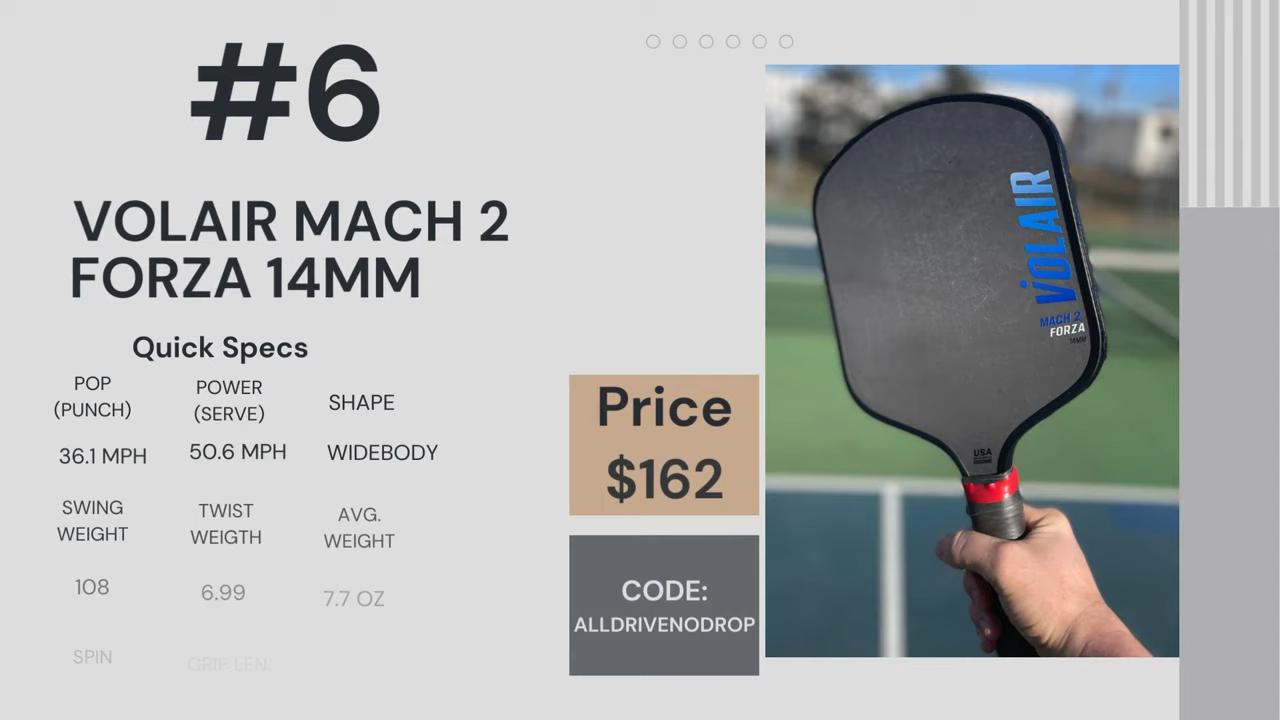 #6
VOLAIR MACH 2
FORZA 14MM
Quick Specs
POP
(PUNCH)
POWER
(SERVE)
SHAPE
36.1 MPH
50.6 MPH
WIDEBODY
SWING
WEIGHT
TWIST
WEIGTH
AVG.
WEIGHT
108
6.99
7.7 OZ
SPIN
GRIP LEN.
Price
$162
CODE:
ALLDRIVENODROP
VOLAIR
MACH 2
FORZA
14MM
USA